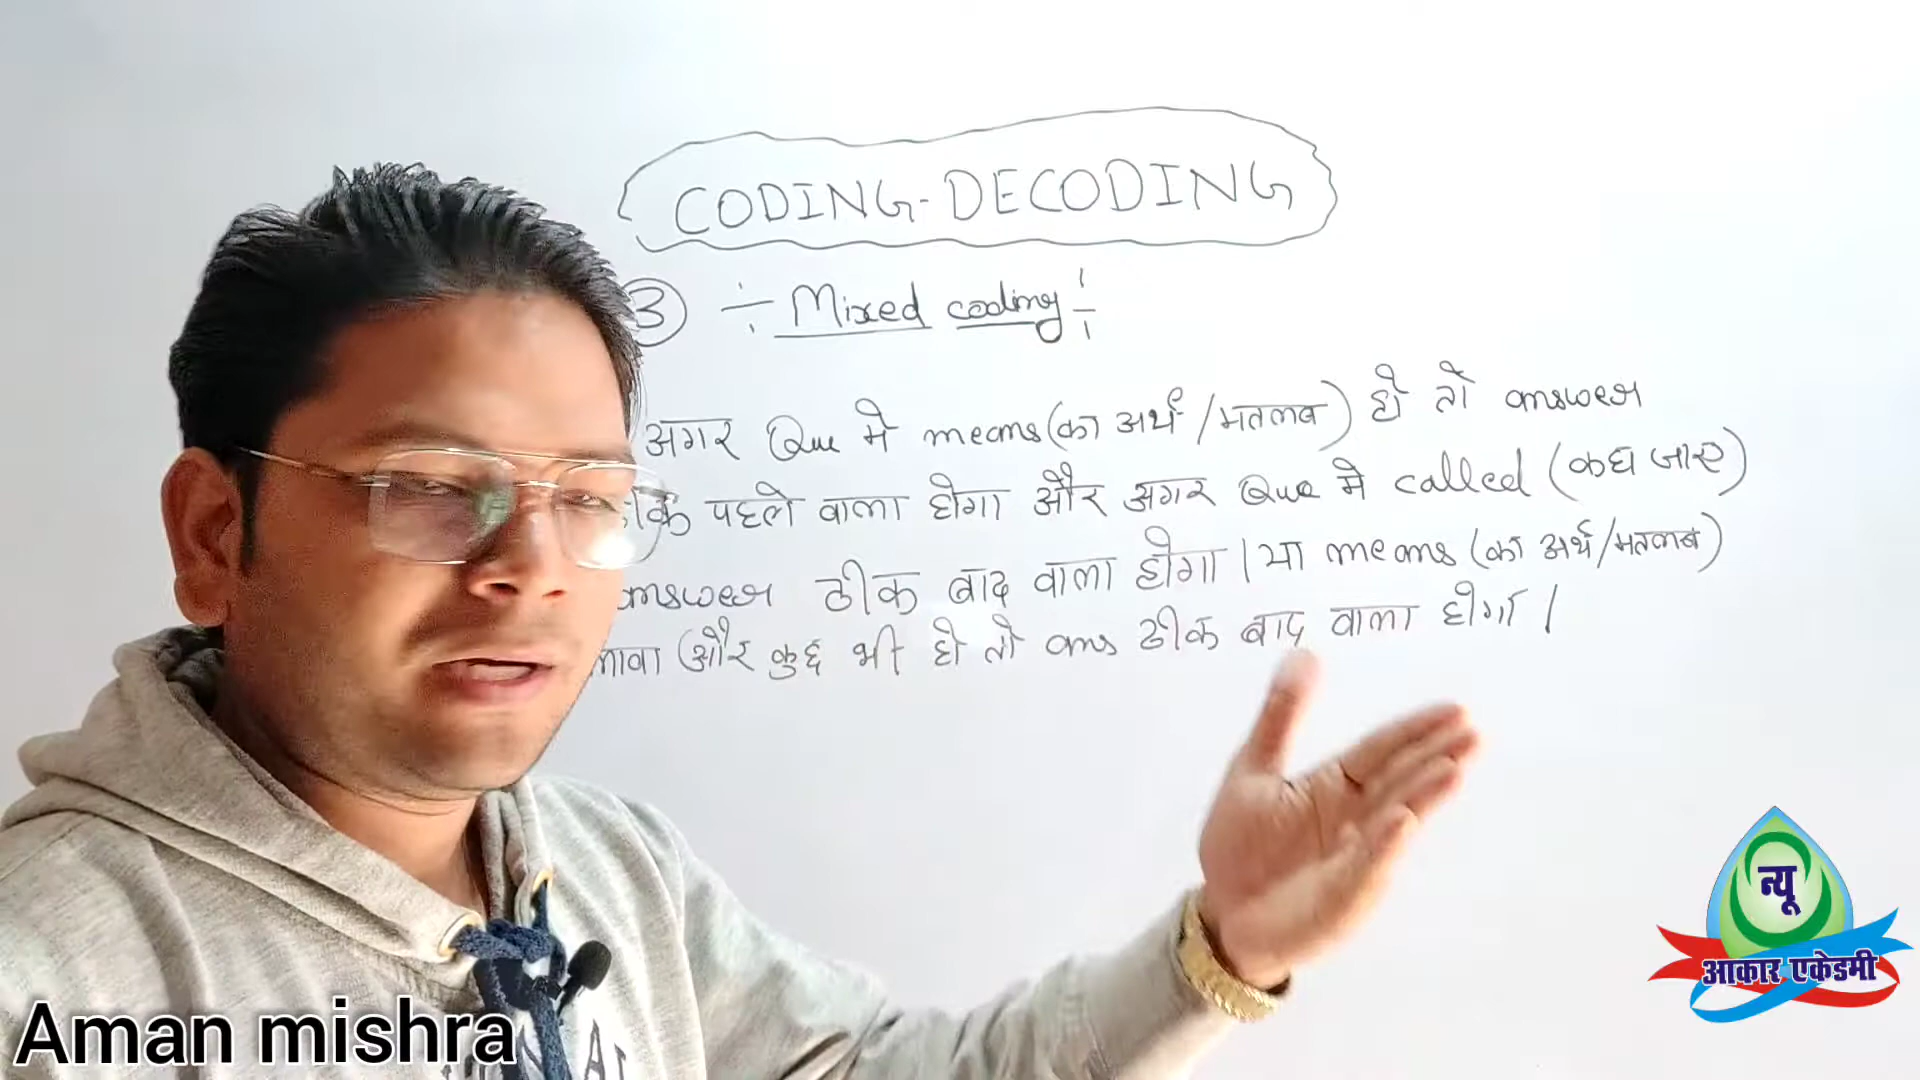 CODING-DECODING
3 ÷ Mixed coding ÷
अगर Que मे means (का अर्थ /मतलब) हो तो answer
ठीक पहले वाला होगा और अगर Que मे called (कहा जाए)
answer ठीक बाद वाला होगा । या means (का अर्थ/मतलब)
और कुछ भी हो तो ans ठीक बाद वाला होगा ।
न्यू
आकार एकेडमी
Aman mishra